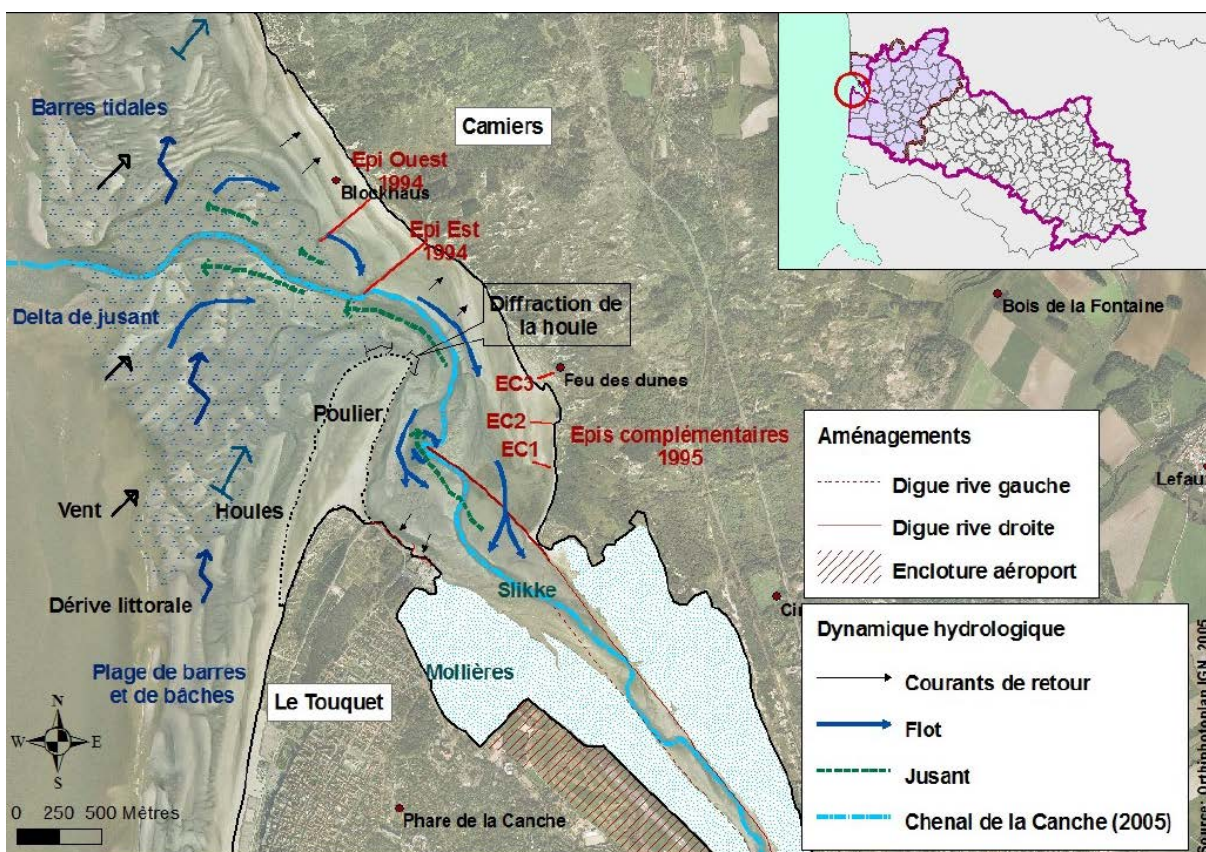 Barres tidales
Camiers
Epi Ouest
1994
Blockhaus
Epi Est
1994
Delta de jusant
Diffraction de
la houle
Bois de la Fontaine
EC3
Feu des dunes
Poulier
EC2
EC1
Epis complémentaires
1995
Vent
Houles
Dérive littorale
Slikke
Plage de barres
et de bâches
Mollières
Le Touquet
N
W
E
S
0 250 500 Mètres
Phare de la Canche
Aménagements
Digue rive gauche
Digue rive droite
Encloture aéroport
Dynamique hydrologique
Courants de retour
Flot
Jusant
Chenal de la Canche (2005)
Source: Orthophotoplan IGN, 2005